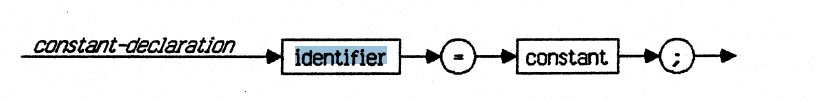 constant-declaration identifier = constant ;